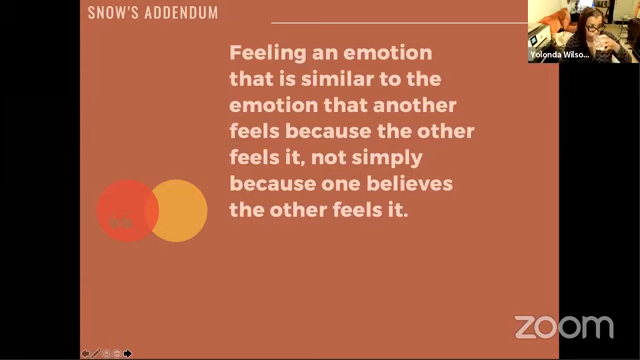 SNOW'S ADDENDUM
Feeling an emotion
that is similar to the
emotion that another
feels because the other
feels it, not simply
because one believes
the other feels it.
Yolonda Wilso...
zoom